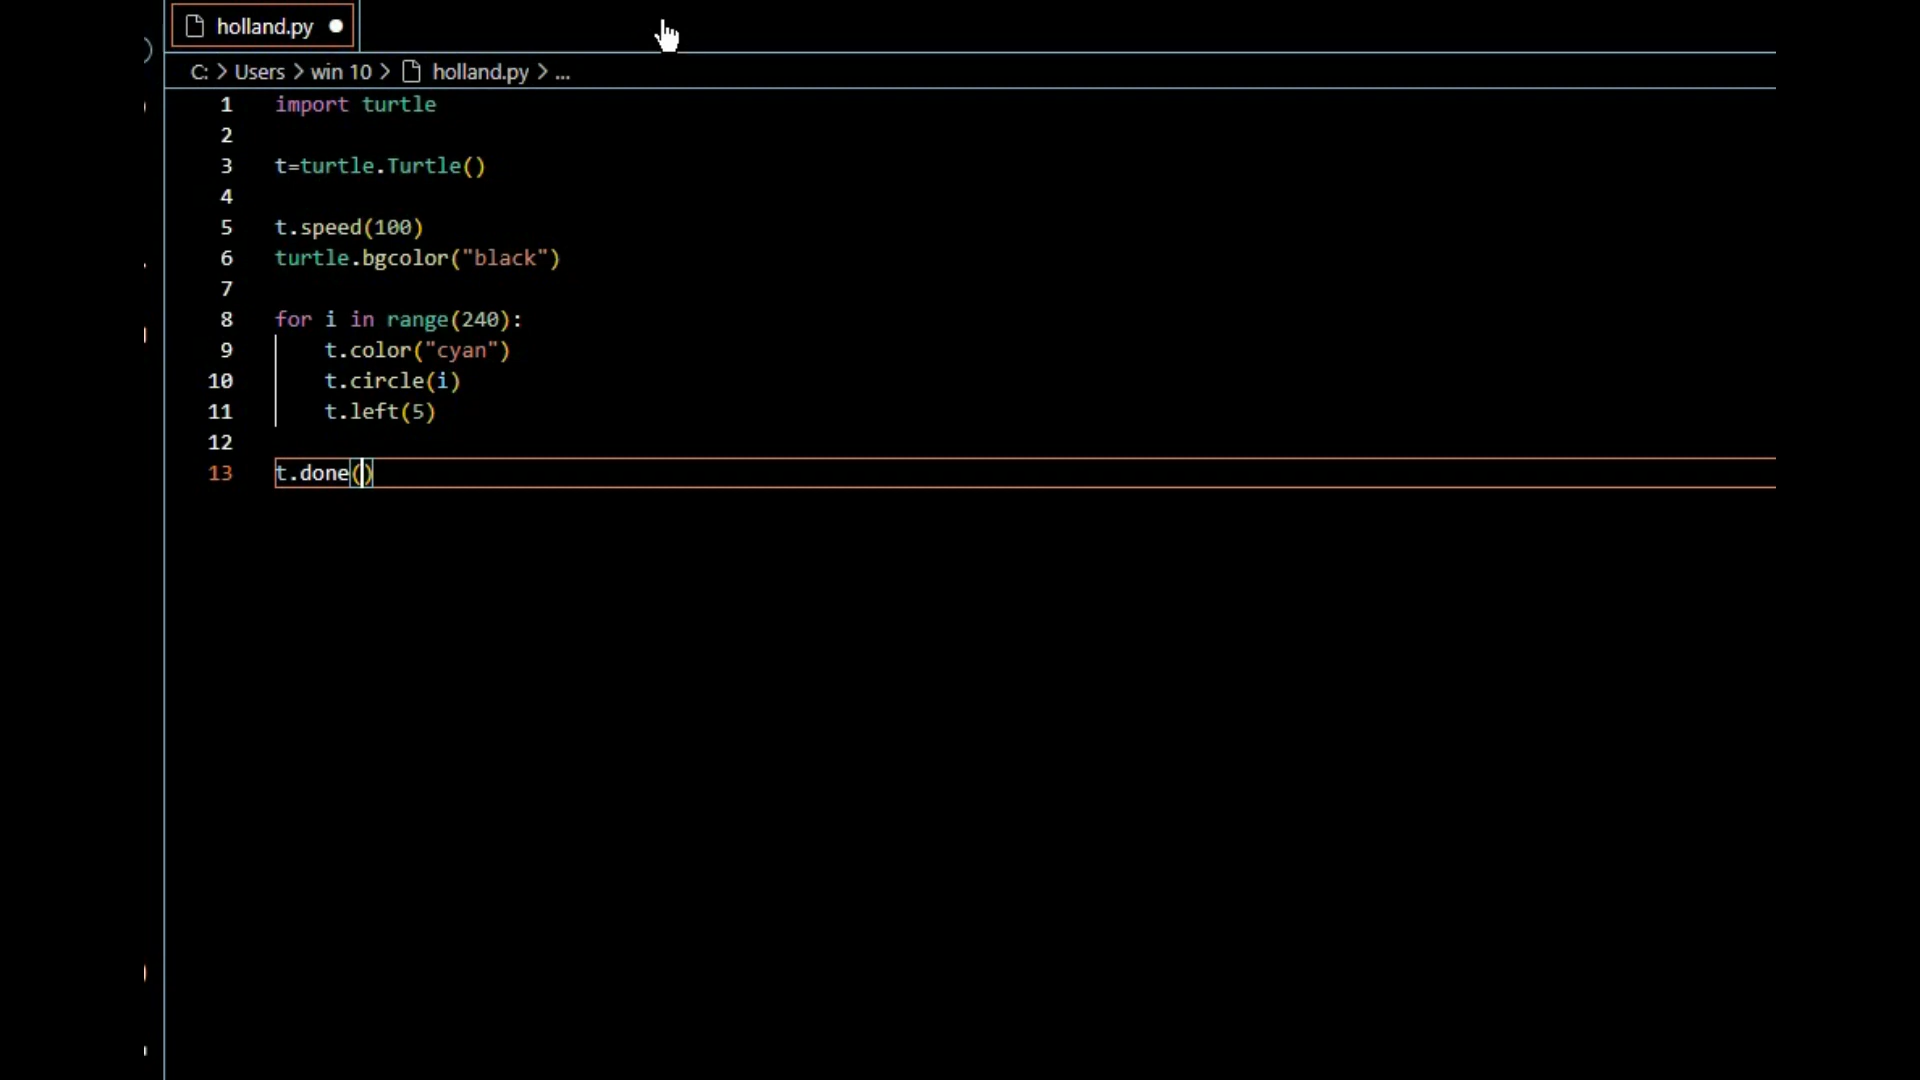 holland.py
C: > Users > win 10 > holland.py > ...
1 import turtle
2
3 t=turtle.Turtle()
4
5 t.speed(100)
6 turtle.bgcolor("black")
7
8 for i in range(240):
9     t.color("cyan")
10     t.circle(i)
11     t.left(5)
12
13 t.done()